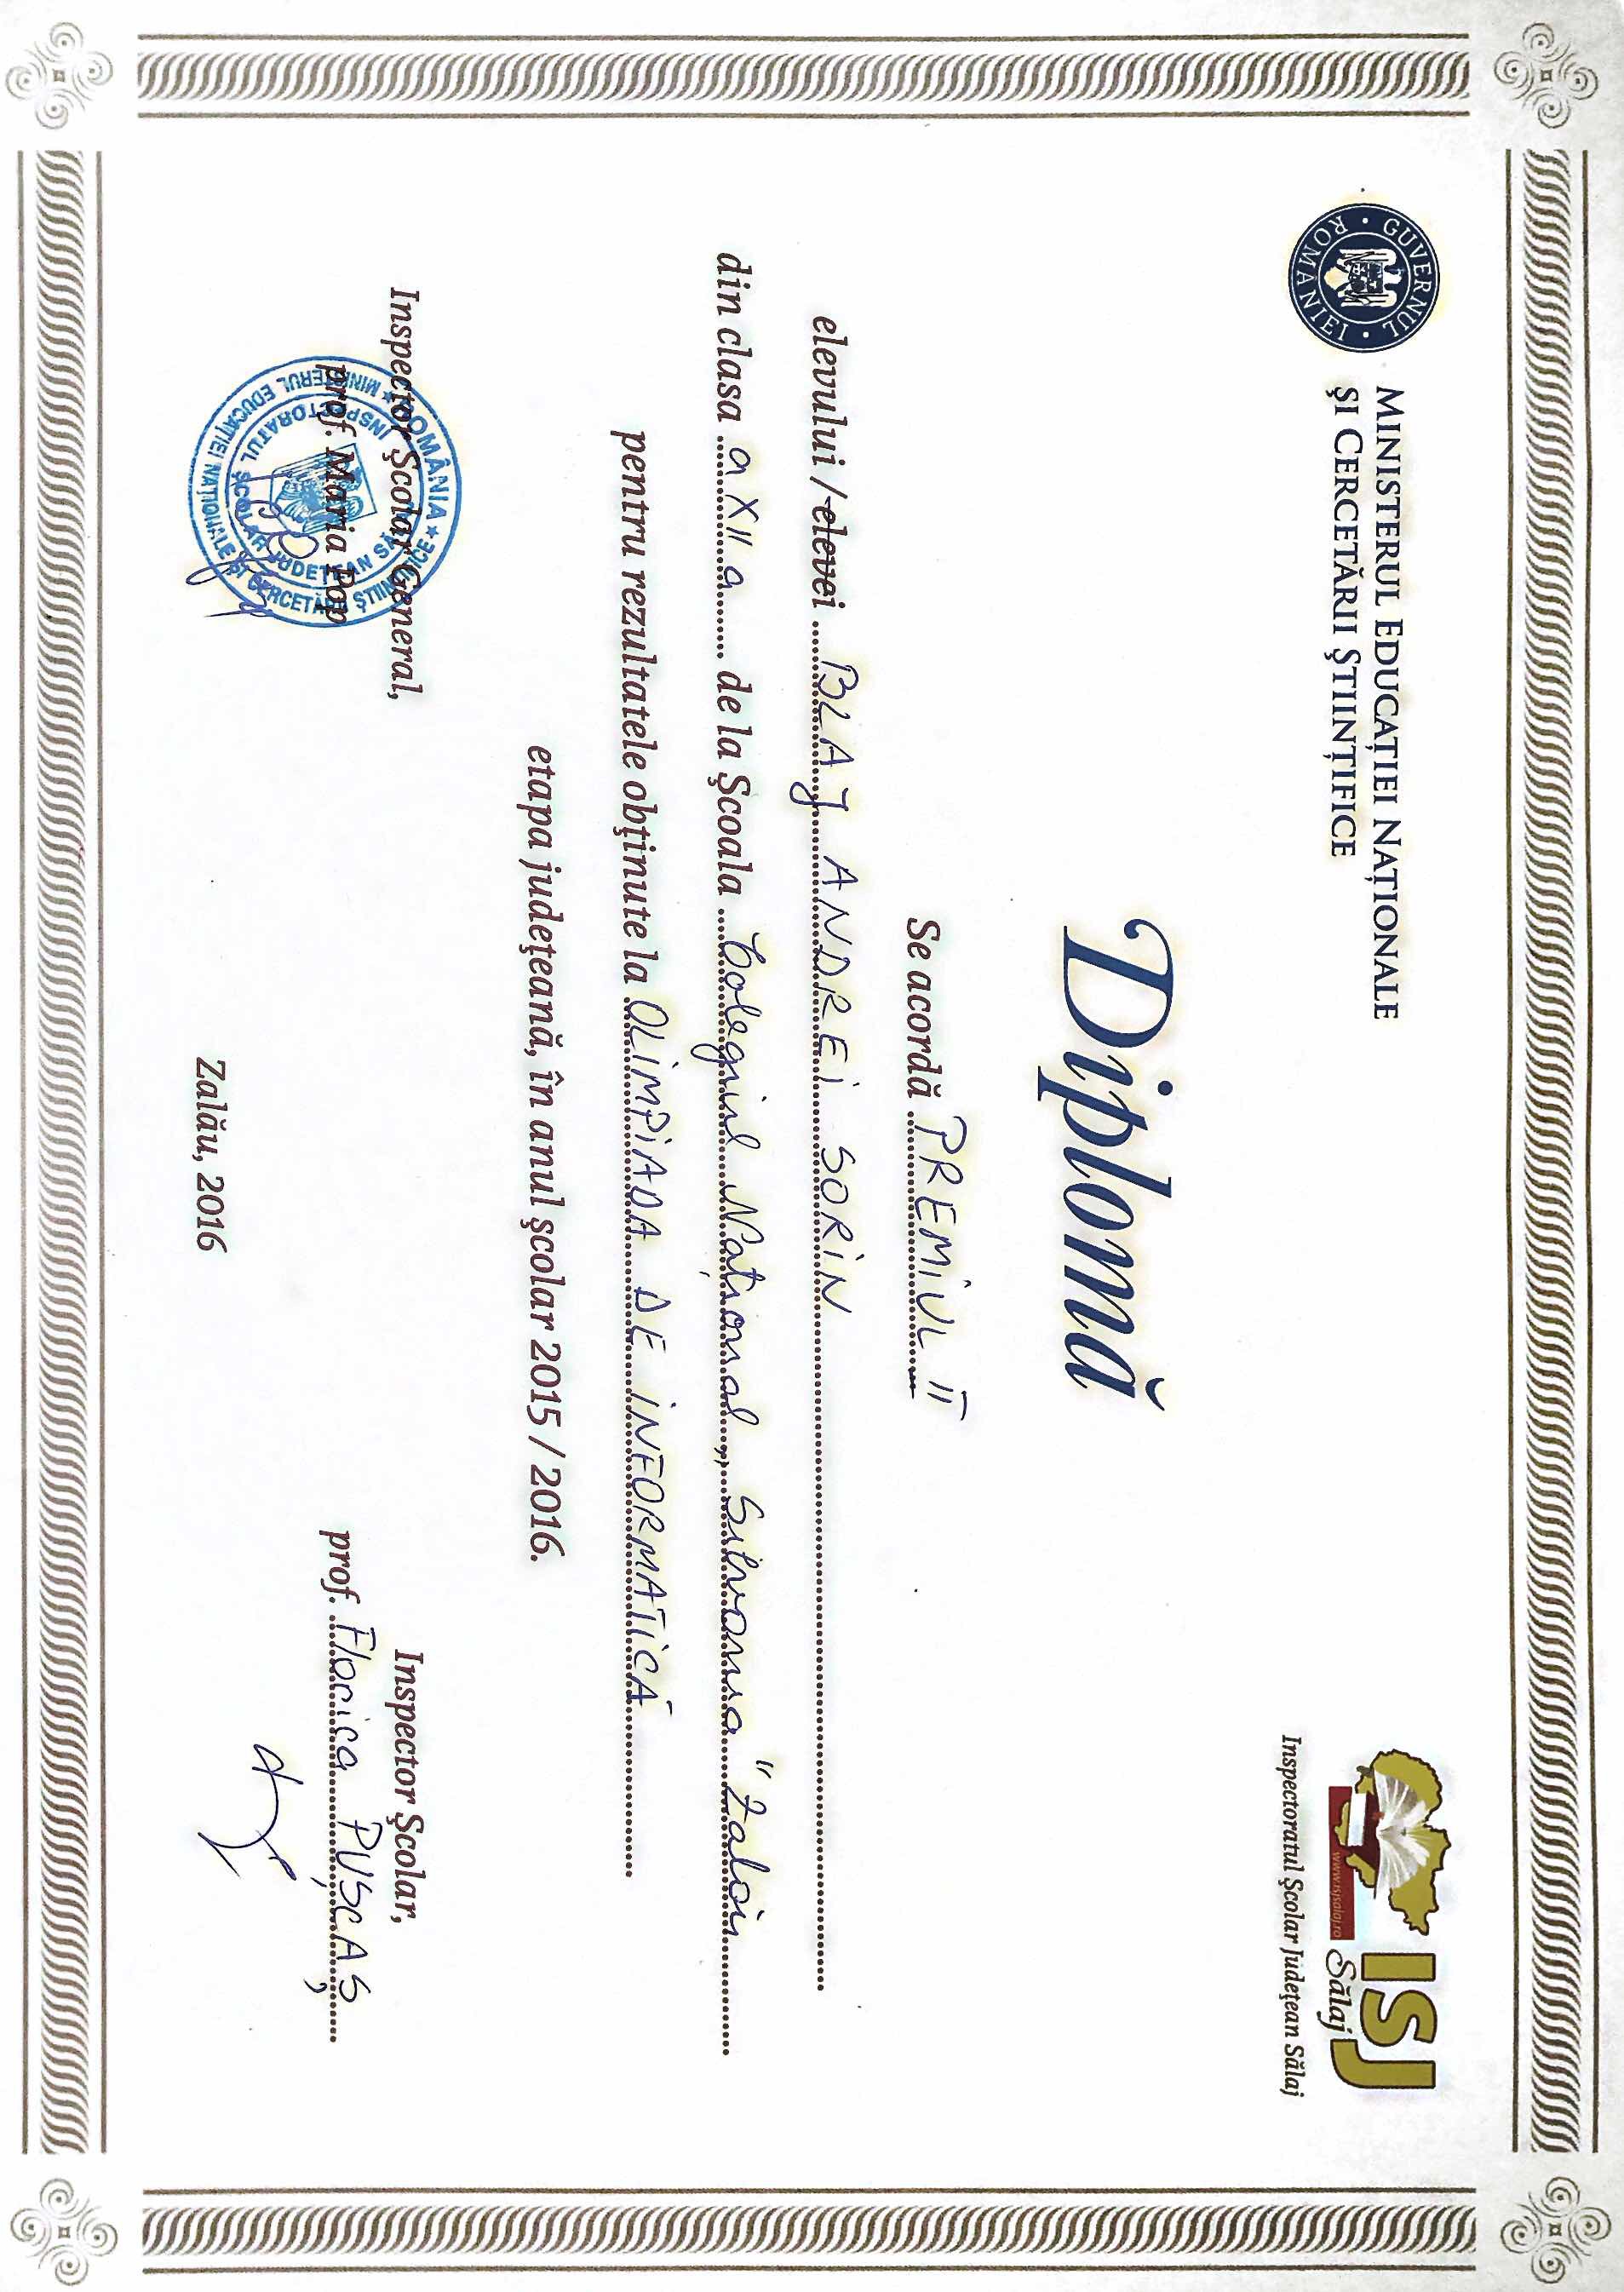 GUVERNUL ROMÂNIEI
MINISTERUL EDUCAȚIEI NAȚIONALE
ȘI CERCETĂRII ȘTIINȚIFICE
www.isjsalaj.ro
ISJ
Sălaj
Inspectoratul Școlar Județean Sălaj
Diplomă
Se acordă PREMIUL II
elevului / elevei BLAJ ANDREI SORIN
din clasa a XII a de la Școala Colegiul Național „Silvania" Zalău
pentru rezultatele obținute la OLIMPIADA DE INFORMATICĂ
etapa județeană, în anul școlar 2015 / 2016.
Inspector Școlar General,
prof. Maria Pop
ROMÂNIA
MINISTERUL EDUCAȚIEI NAȚIONALE ȘI CERCETĂRII ȘTIINȚIFICE
INSPECTORATUL ȘCOLAR JUDEȚEAN
Inspector Școlar,
prof. Florica PUȘCAȘ
Zalău, 2016